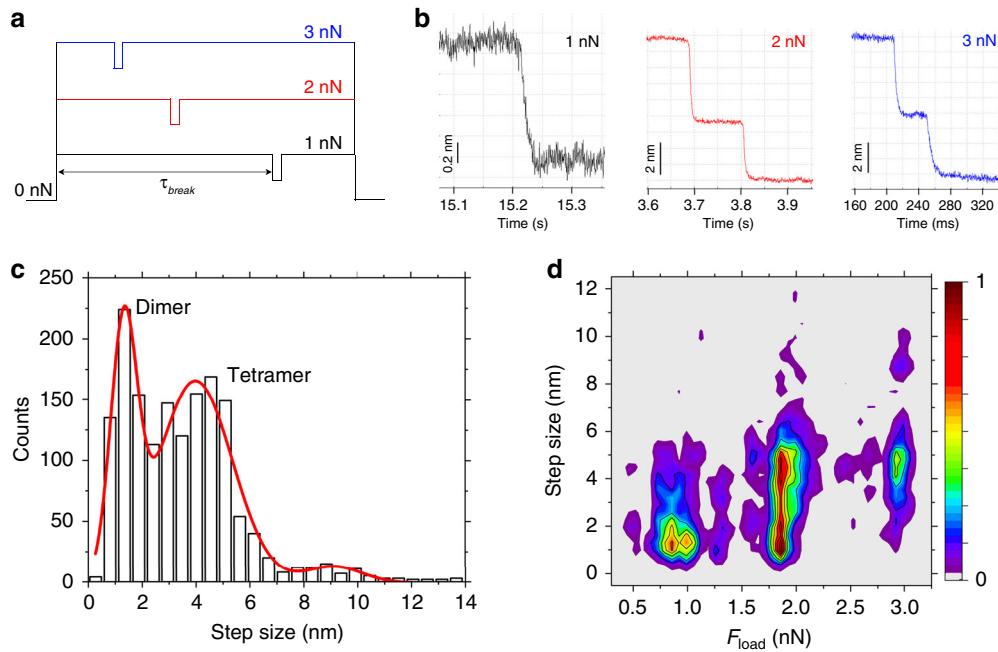 a
3 nN
2 nN
1 nN
0 nN
τbreak
b
1 nN
0.2 nm
15.1 15.2 15.3
Time (s)
2 nN
2 nm
3.6 3.7 3.8 3.9
Time (s)
3 nN
2 nm
160 200 240 280 320
Time (ms)
c
250
200
150
100
50
0
Counts
Dimer
Tetramer
0 2 4 6 8 10 12 14
Step size (nm)
d
12
10
8
6
4
2
0
Step size (nm)
0.5 1.0 1.5 2.0 2.5 3.0
Fload (nN)
1
0